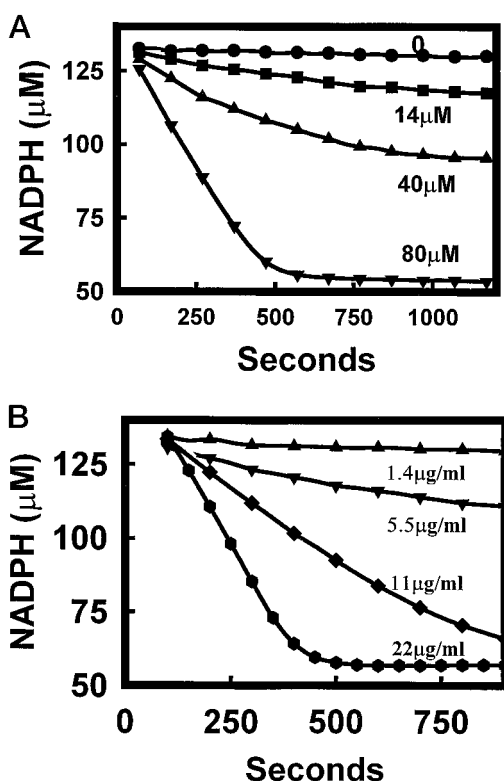 A
NADPH (μM)
125
100
75
50
0
14μM
40μM
80μM
0 250 500 750 1000
Seconds
B
NADPH (μM)
125
100
75
50
1.4μg/ml
5.5μg/ml
11μg/ml
22μg/ml
0 250 500 750
Seconds